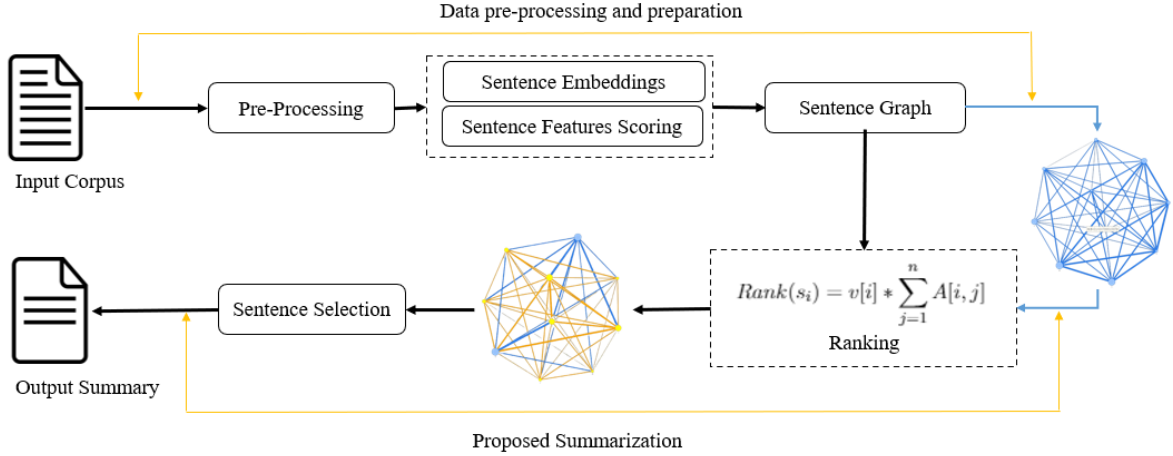 Data pre-processing and preparation
Input Corpus
Pre-Processing
Sentence Embeddings
Sentence Features Scoring
Sentence Graph
Rank(s_i) = v[i] * \sum_{j=1}^{n} A[i, j]
Ranking
Sentence Selection
Output Summary
Proposed Summarization